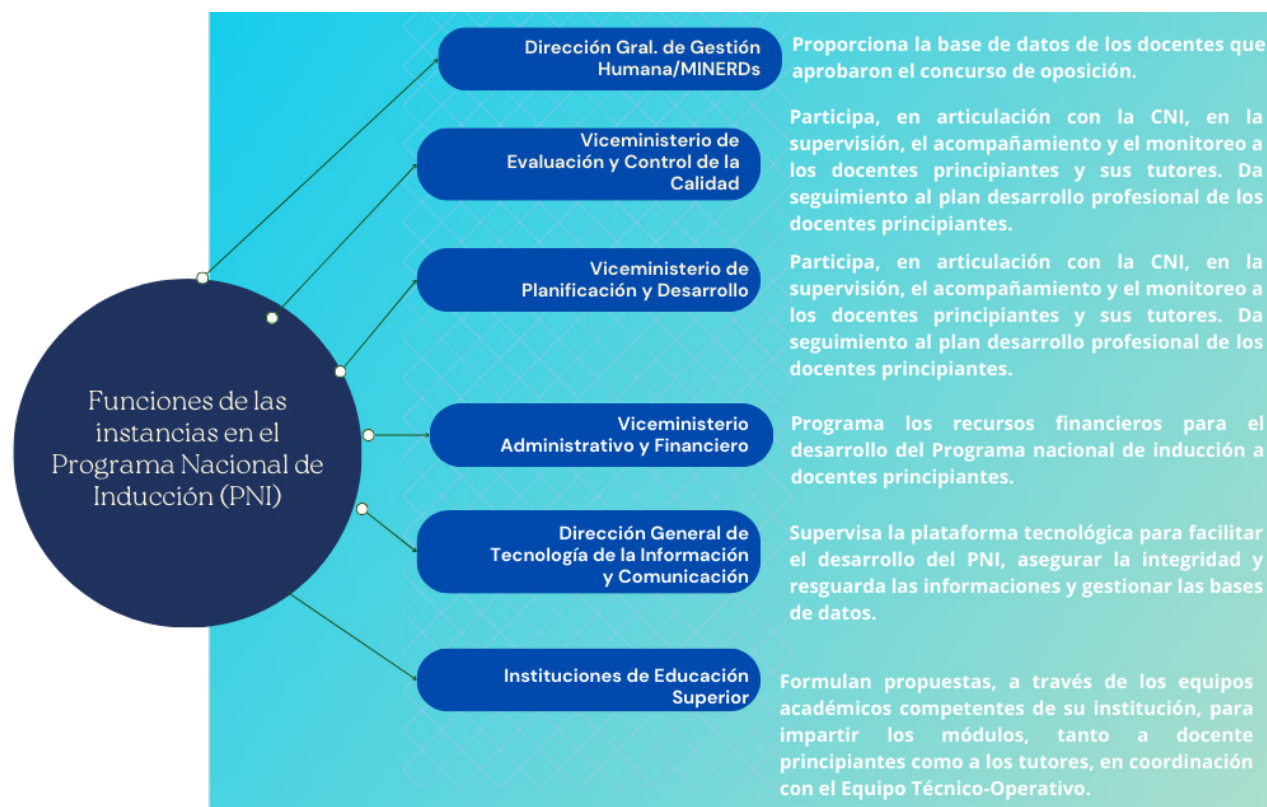 Funciones de las
instancias en el
Programa Nacional de
Inducción (PNI)
Dirección Gral. de Gestión
Humana/MINERDs
Proporciona la base de datos de los docentes que
aprobaron el concurso de oposición.
Viceministerio de
Evaluación y Control de la
Calidad
Participa, en articulación con la CNI, en la
supervisión, el acompañamiento y el monitoreo a
los docentes principiantes y sus tutores. Da
seguimiento al plan desarrollo profesional de los
docentes principiantes.
Viceministerio de
Planificación y Desarrollo
Participa, en articulación con la CNI, en la
supervisión, el acompañamiento y el monitoreo a
los docentes principiantes y sus tutores. Da
seguimiento al plan desarrollo profesional de los
docentes principiantes.
Viceministerio
Administrativo y Financiero
Programa los recursos financieros para el
desarrollo del Programa nacional de inducción a
docentes principiantes.
Dirección General de
Tecnología de la Información
y Comunicación
Supervisa la plataforma tecnológica para facilitar
el desarrollo del PNI, asegurar la integridad y
resguarda las informaciones y gestionar las bases
de datos.
Instituciones de Educación
Superior
Formulan propuestas, a través de los equipos
académicos competentes de su institución, para
impartir los módulos, tanto a docente
principiantes como a los tutores, en coordinación
con el Equipo Técnico-Operativo.